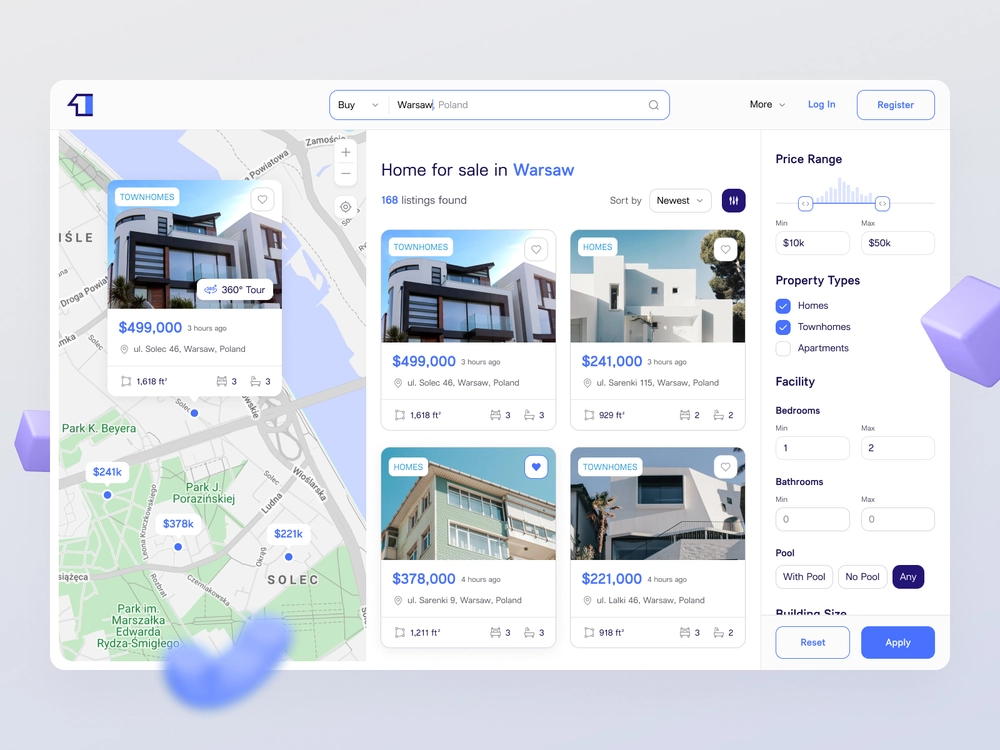 Buy
Warsaw, Poland
More
Log In
Register
Zamość
Powiatowa
TOWNHOMES
360° Tour
$499,000 3 hours ago
ul. Solec 46, Warsaw, Poland
1,618 ft²
3
3
Droga
Solec
Park K. Beyera
$241k
Park J.
Porazińskiej
$378k
Leona Kruczkowskiego
Solec
Ludna
Wioślarska
$221k
Okrąg
SOLEC
Rozbrat
Czerniakowska
Park im.
Marszałka
Edwarda
Rydza-Śmigłego
Home for sale in Warsaw
168 listings found
Sort by
Newest
TOWNHOMES
$499,000 3 hours ago
ul. Solec 46, Warsaw, Poland
1,618 ft²
3
3
HOMES
$241,000 3 hours ago
ul. Sarenki 115, Warsaw, Poland
929 ft²
2
2
HOMES
$378,000 4 hours ago
ul. Sarenki 9, Warsaw, Poland
1,211 ft²
3
3
TOWNHOMES
$221,000 4 hours ago
ul. Lalki 46, Warsaw, Poland
918 ft²
3
2
Price Range
Min
Max
$10k
$50k
Property Types
Homes
Townhomes
Apartments
Facility
Bedrooms
Min
Max
1
2
Bathrooms
Min
Max
0
0
Pool
With Pool
No Pool
Any
Building Size
Reset
Apply